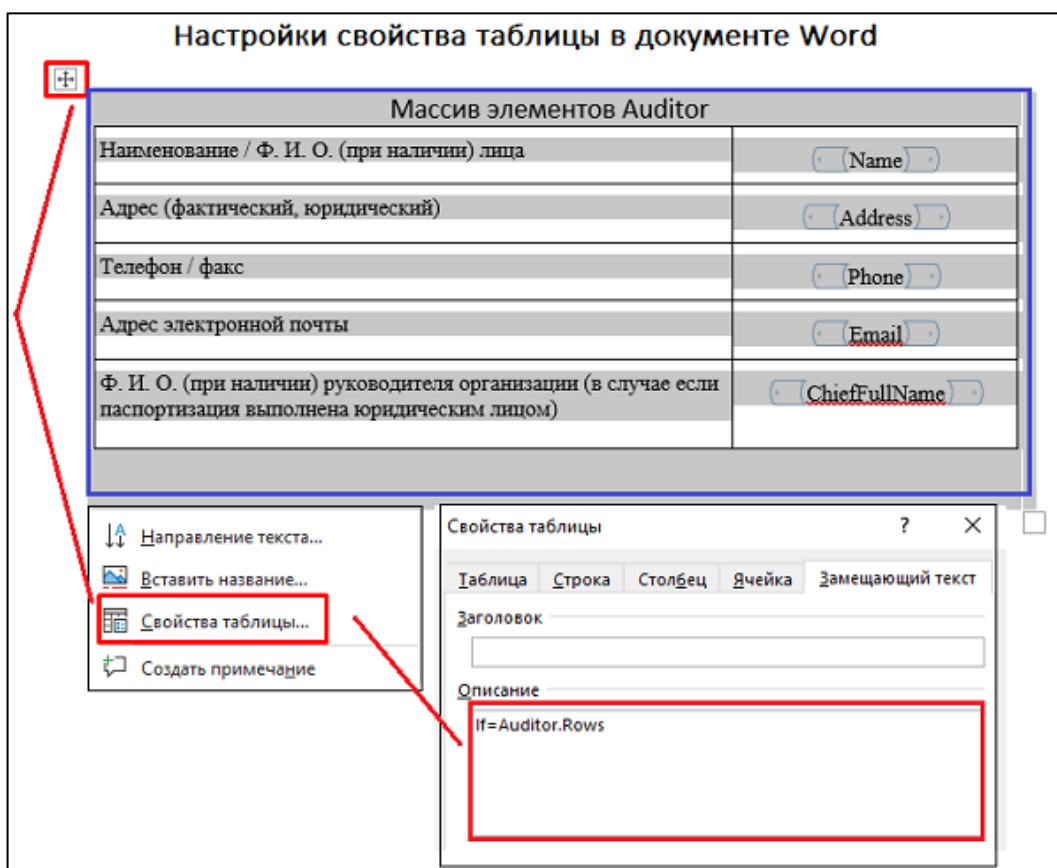 Настройки свойства таблицы в документе Word
Массив элементов Auditor
Наименование / Ф. И. О. (при наличии) лица
Name
Адрес (фактический, юридический)
Address
Телефон / факс
Phone
Адрес электронной почты
Email
Ф. И. О. (при наличии) руководителя организации (в случае если
паспортизация выполнена юридическим лицом)
ChiefFullName
Направление текста...
Вставить название...
Свойства таблицы...
Создать примечание
Свойства таблицы
?
Таблица Строка Столбец Ячейка Замещающий текст
Заголовок
Описание
If=Auditor.Rows